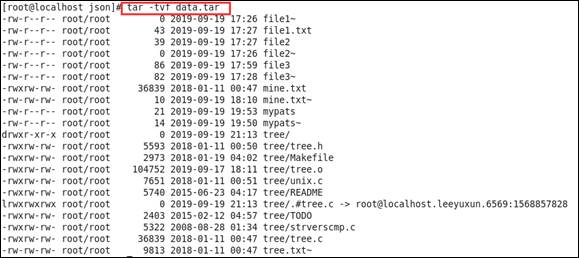 [root@localhost json]# tar -tvf data.tar
-rw-r--r-- root/root 0 2019-09-19 17:26 file1~
-rw-r--r-- root/root 43 2019-09-19 17:27 file1.txt
-rw-r--r-- root/root 39 2019-09-19 17:27 file2
-rw-r--r-- root/root 0 2019-09-19 17:26 file2~
-rw-r--r-- root/root 86 2019-09-19 17:59 file3
-rw-r--r-- root/root 82 2019-09-19 17:28 file3~
-rwxrw-rw- root/root 36839 2018-01-11 00:47 mine.txt
-rwxrw-rw- root/root 10 2019-09-19 18:10 mine.txt~
-rw-r--r-- root/root 21 2019-09-19 19:53 mypats
-rw-r--r-- root/root 14 2019-09-19 19:50 mypats~
drwxr-xr-x root/root 0 2019-09-19 21:13 tree/
-rwxrw-rw- root/root 5593 2018-01-11 00:50 tree/tree.h
-rwxrw-rw- root/root 2973 2018-01-19 04:02 tree/Makefile
-rwxrw-rw- root/root 104752 2019-09-17 18:11 tree/tree.o
-rwxrw-rw- root/root 7651 2018-01-11 00:51 tree/unix.c
-rwxrw-rw- root/root 5740 2015-06-23 04:17 tree/README
lrwxrwxrwx root/root 0 2019-09-19 21:13 tree/.#tree.c -> root@localhost.leeyuxun.6569:1568857828
-rwxrw-rw- root/root 2403 2015-02-12 04:57 tree/TODO
-rwxrw-rw- root/root 5322 2008-08-28 01:34 tree/strverscmp.c
-rwxrw-rw- root/root 36839 2018-01-11 00:47 tree/tree.c
-rwxrw-rw- root/root 9813 2018-01-11 00:47 tree.txt~